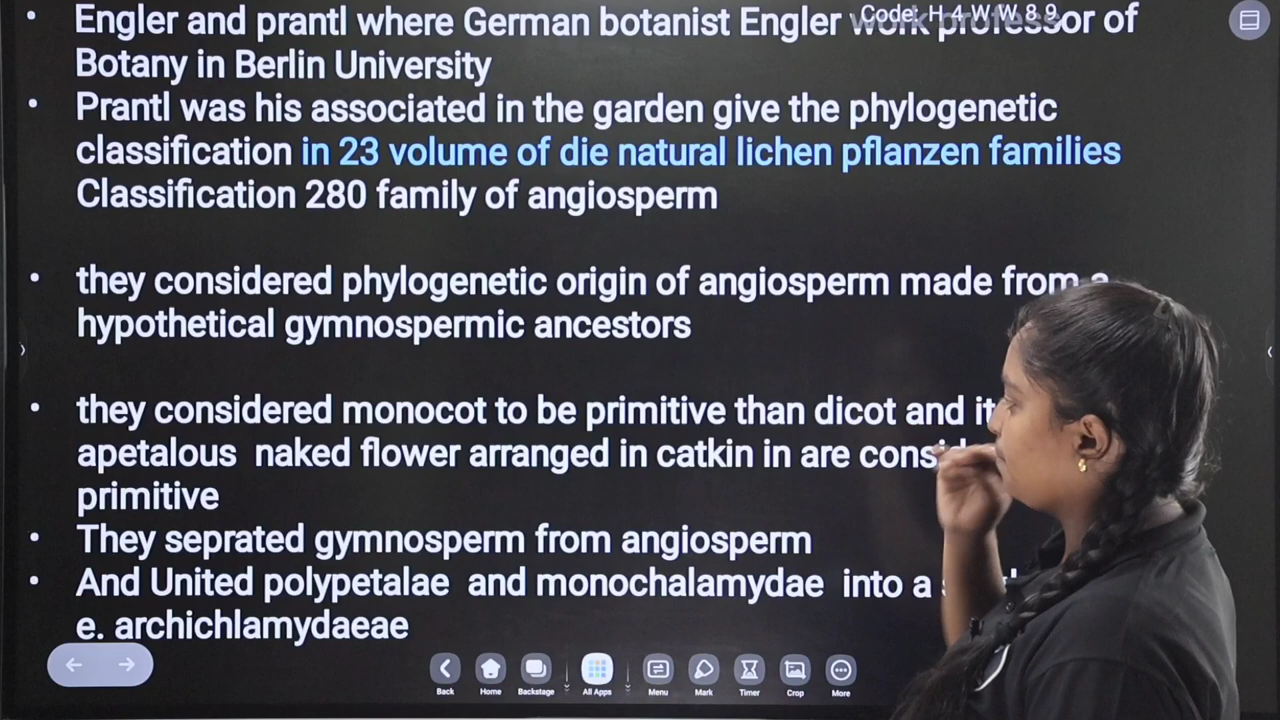 Code: H 4 W W 8 9
• Engler and prantl where German botanist Engler work professor of
Botany in Berlin University
• Prantl was his associated in the garden give the phylogenetic
classification in 23 volume of die natural lichen pflanzen families
Classification 280 family of angiosperm
• they considered phylogenetic origin of angiosperm made from a
hypothetical gymnospermic ancestors
• they considered monocot to be primitive than dicot and it
apetalous naked flower arranged in catkin in are
primitive
• They seprated gymnosperm from angiosperm
• And United polypetalae and monochalamydae into a
e. archichlamydaeae
Back Home Backstage All Apps Menu Mark Timer Crop More